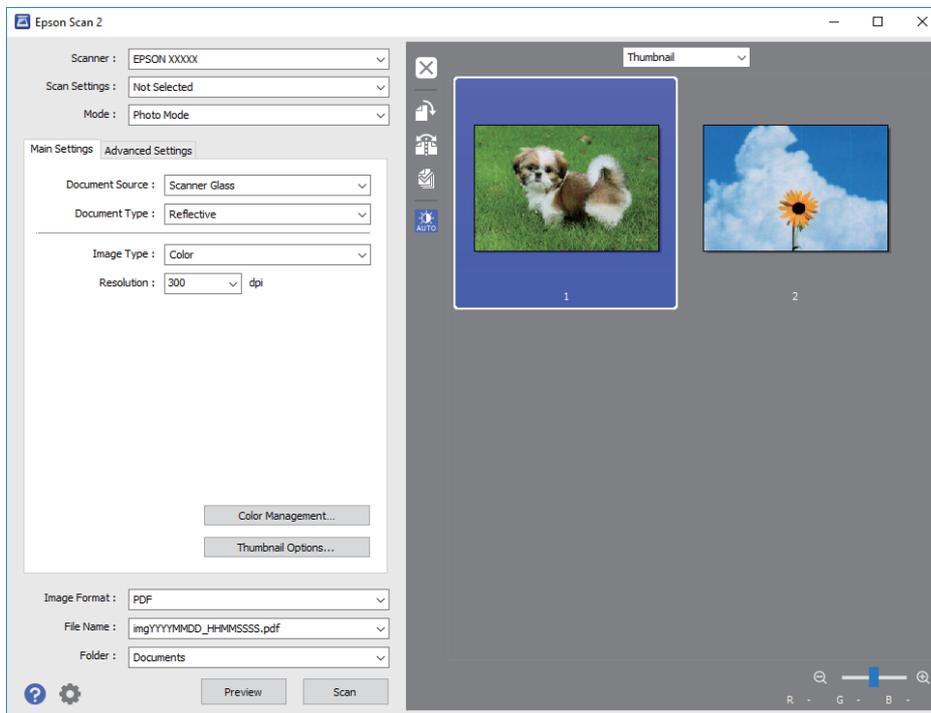 Epson Scan 2
Scanner : EPSON XXXXX
Scan Settings : Not Selected
Mode : Photo Mode
Main Settings Advanced Settings
Document Source : Scanner Glass
Document Type : Reflective
Image Type : Color
Resolution : 300 dpi
Color Management...
Thumbnail Options...
Image Format : PDF
File Name : imgYYYYMMDD_HHMMSSSS.pdf
Folder : Documents
? Preview Scan
Thumbnail
AUTO
1 2
R - G - B -